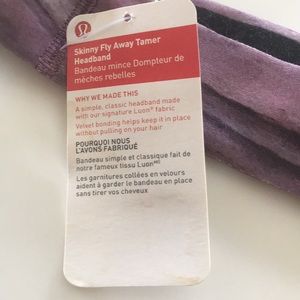 Skinny Fly Away Tamer
Headband
Bandeau mince Dompteur de
mèches rebelles
WHY WE MADE THIS
A simple, classic headband made
with our signature Luon® fabric
Velvet bonding helps keep it in place
without pulling on your hair
POURQUOI NOUS
L'AVONS FABRIQUÉ
Bandeau simple et classique fait de
notre fameux tissu LuonMD
Les garnitures collées en velours
aident à garder le bandeau en place
sans tirer vos cheveux